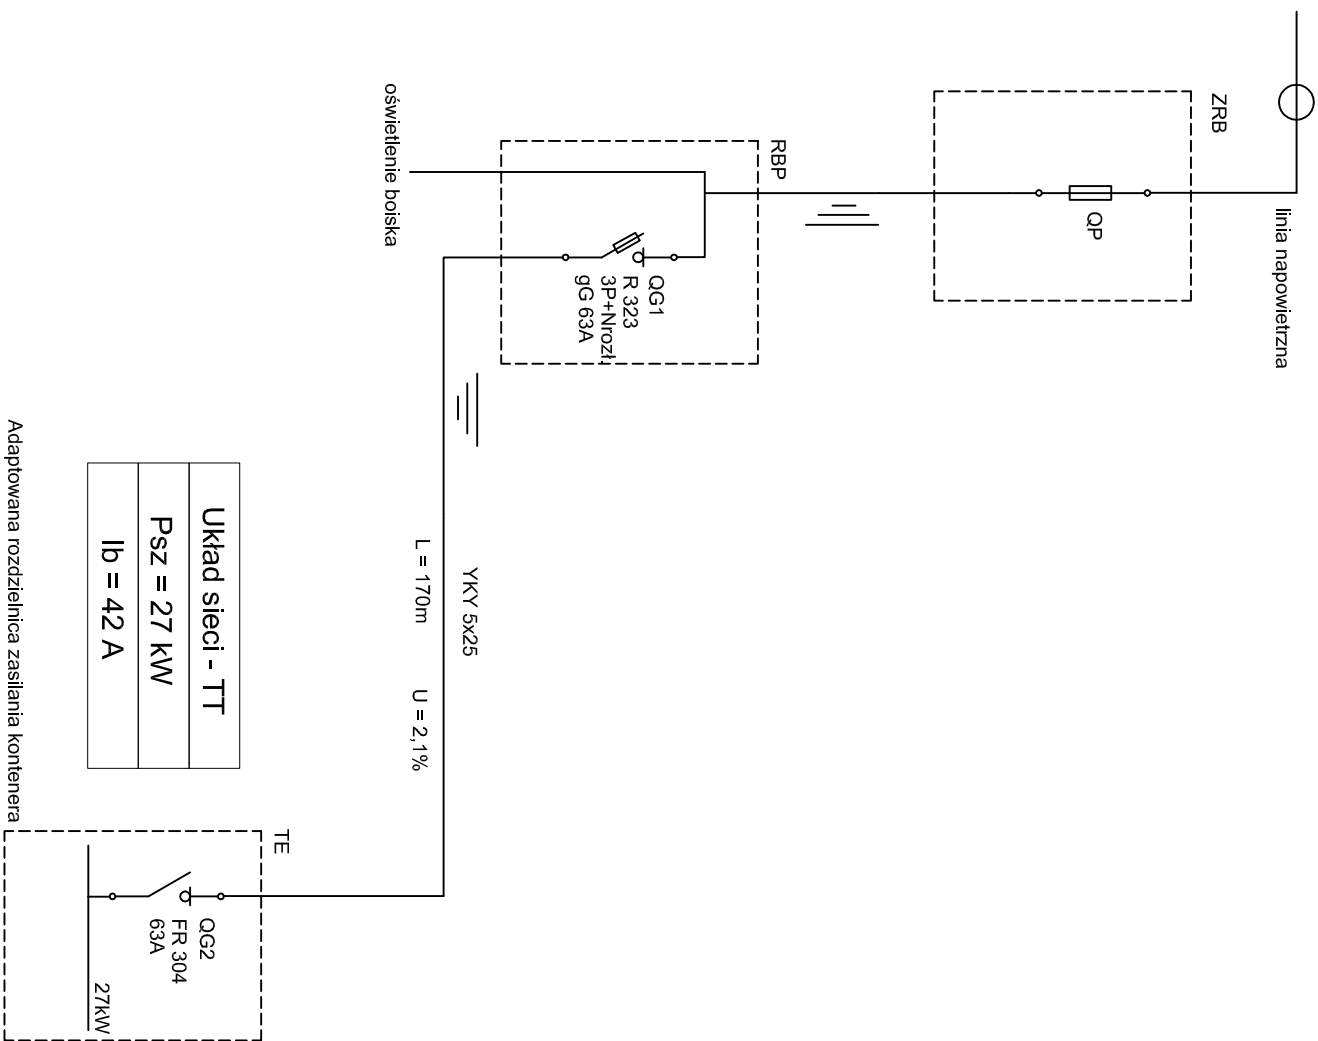 linia napowietrzna
ZRB
QP
RBP
QG1
R 323
3P+Nrozł.
gG 63A
oświetlenie boiska
YKY 5x25
L = 170m
U = 2,1%
TE
QG2
FR 304
63A
27kW
Układ sieci - TT
Psz = 27 kW
Ib = 42 A
Adaptowana rozdzielnica zasilania kontenera